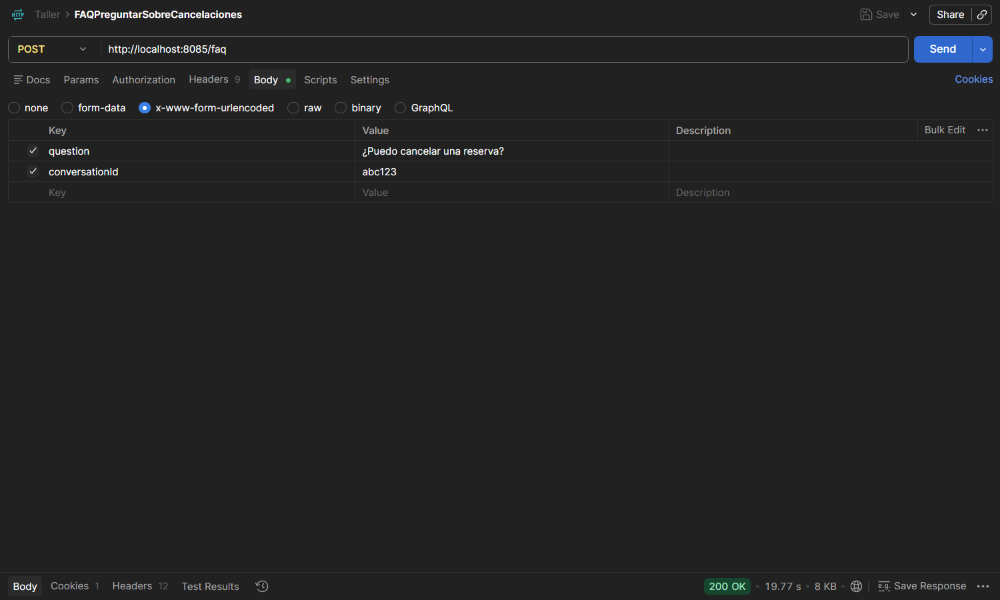 HTTP Taller > FAQPreguntarSobreCancelaciones Save Share
POST http://localhost:8085/faq Send
Docs Params Authorization Headers 9 Body Scripts Settings Cookies
none form-data x-www-form-urlencoded raw binary GraphQL
Key Value Description Bulk Edit ...
question ¿Puedo cancelar una reserva?
conversationId abc123
Key Value Description
Body Cookies 1 Headers 12 Test Results 200 OK • 19.77 s • 8 KB • | e.g. Save Response ...